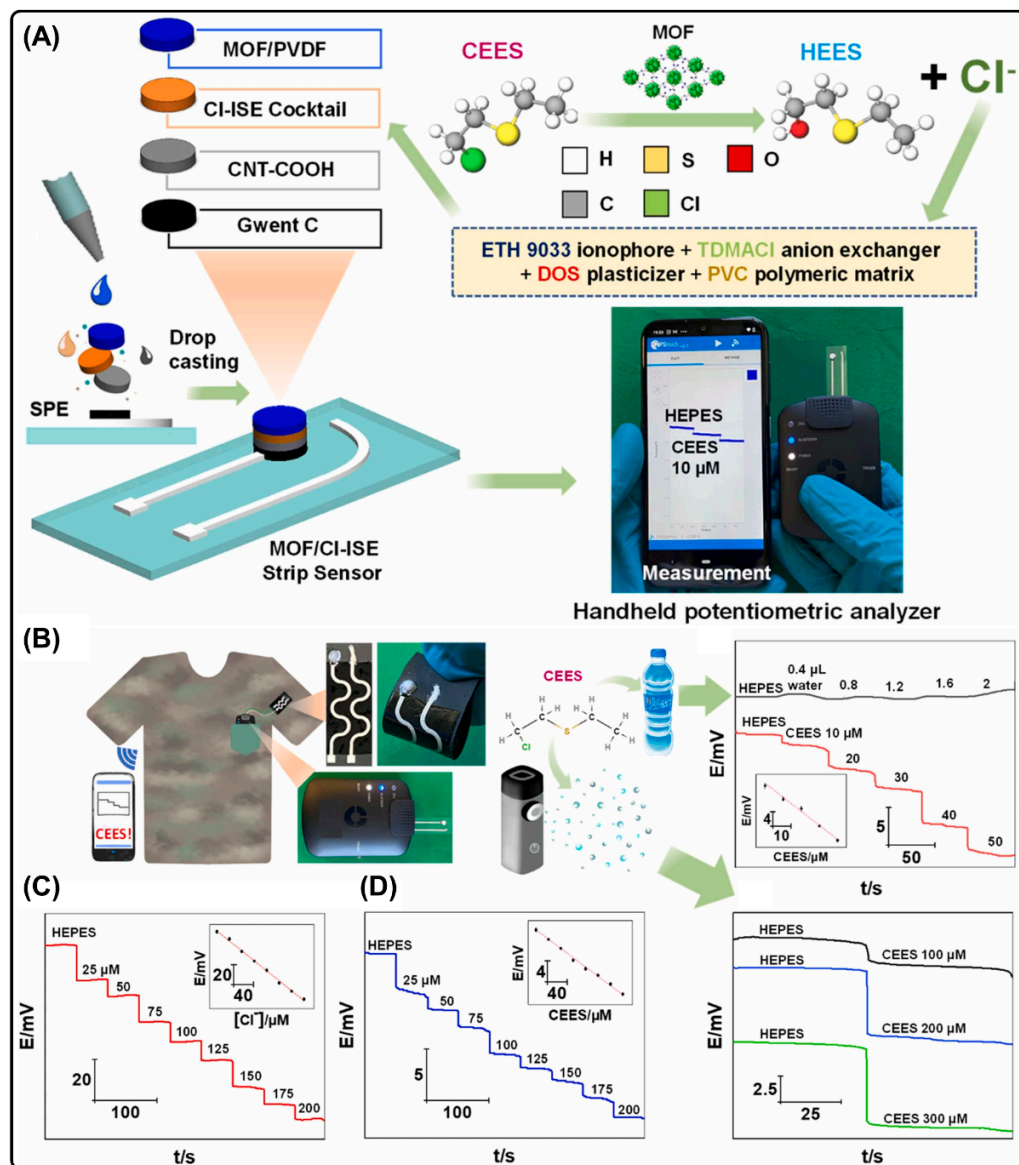 (A)
MOF/PVDF
Cl-ISE Cocktail
CNT-COOH
Gwent C
CEES
MOF
HEES
+ Cl-
H
S
O
C
Cl
ETH 9033 ionophore + TDMACl anion exchanger
+ DOS plasticizer + PVC polymeric matrix
Drop
casting
SPE
MOF/Cl-ISE
Strip Sensor
HEPES
CEES
10 µM
Measurement
Handheld potentiometric analyzer
(B)
CEES!
CEES
H
H
H
H
H
H
H
H
H
C
C
C
C
S
Cl
HEPES
0.4 µL
water
0.8
1.2
1.6
2
HEPES
CEES 10 µM
20
30
40
50
E/mV
E/mV
4
10
CEES/µM
5
50
t/s
(C)
HEPES
25 µM
50
75
100
125
150
175
200
E/mV
20
40
[Cl-]/µM
E/mV
20
100
t/s
(D)
HEPES
25 µM
50
75
100
125
150
175
200
E/mV
4
40
CEES/µM
E/mV
5
100
t/s
HEPES
CEES 100 µM
HEPES
CEES 200 µM
HEPES
CEES 300 µM
E/mV
2.5
25
t/s